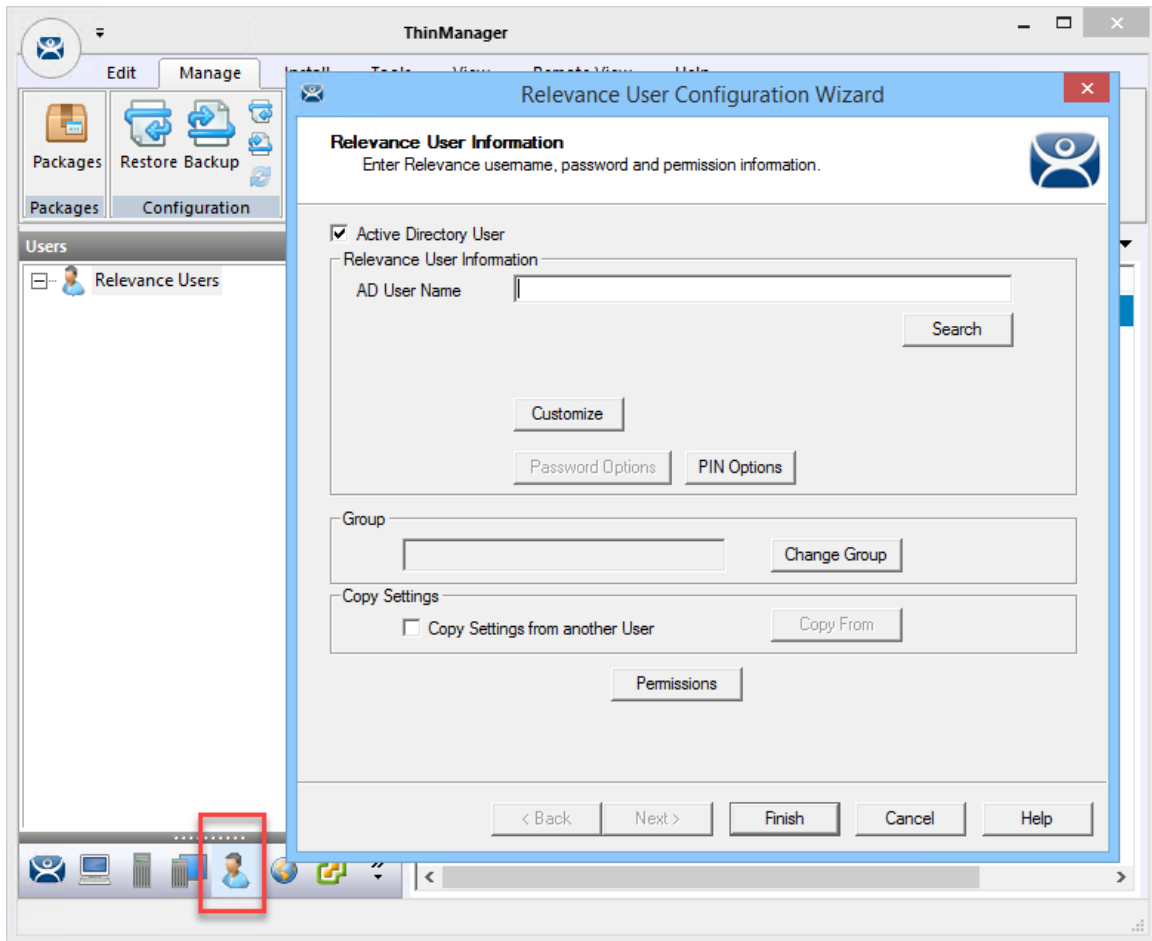 ThinManager
Edit
Manage
Packages
Restore Backup
Packages
Configuration
Users
Relevance Users
Relevance User Configuration Wizard
Relevance User Information
Enter Relevance username, password and permission information.
Active Directory User
Relevance User Information
AD User Name
Search
Customize
Password Options
PIN Options
Group
Change Group
Copy Settings
Copy Settings from another User
Copy From
Permissions
< Back
Next >
Finish
Cancel
Help